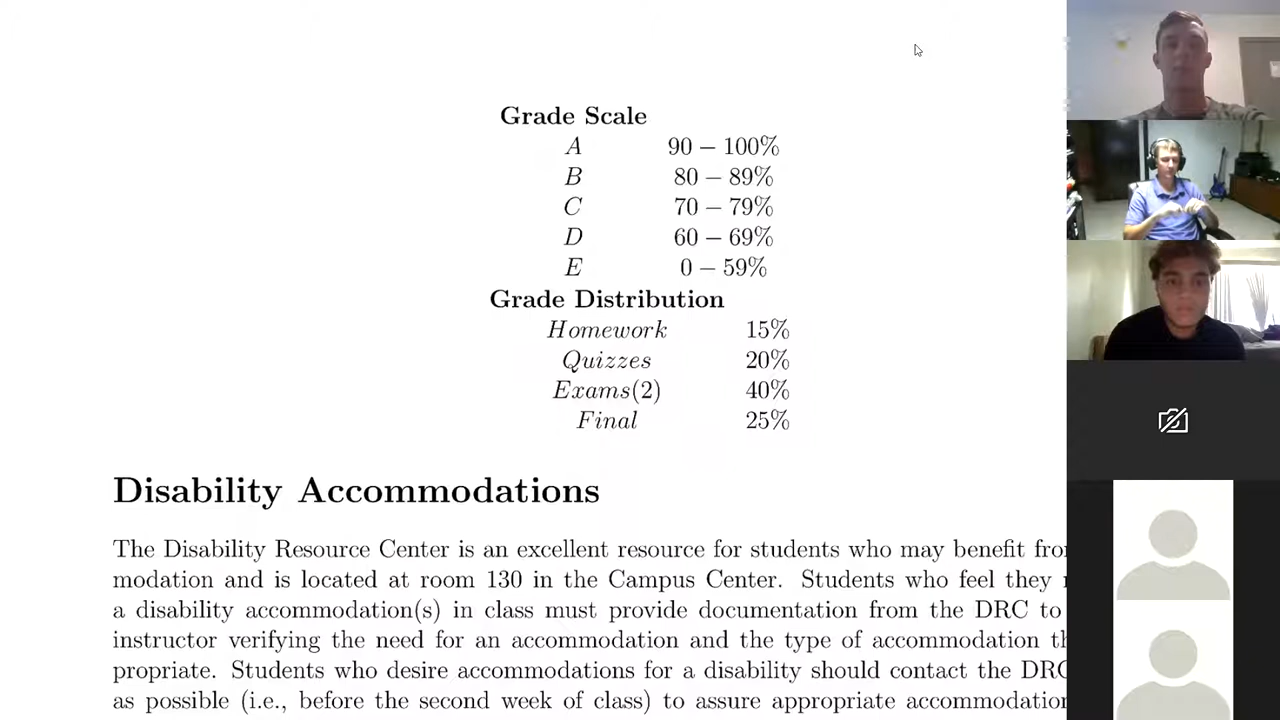 Grade Scale
A 90 – 100%
B 80 – 89%
C 70 – 79%
D 60 – 69%
E 0 – 59%
Grade Distribution
Homework 15%
Quizzes 20%
Exams(2) 40%
Final 25%
Disability Accommodations
The Disability Resource Center is an excellent resource for students who may benefit
modation and is located at room 130 in the Campus Center. Students who feel they
a disability accommodation(s) in class must provide documentation from the DRC to
instructor verifying the need for an accommodation and the type of accommodation
propriate. Students who desire accommodations for a disability should contact the DRC
as possible (i.e., before the second week of class) to assure appropriate